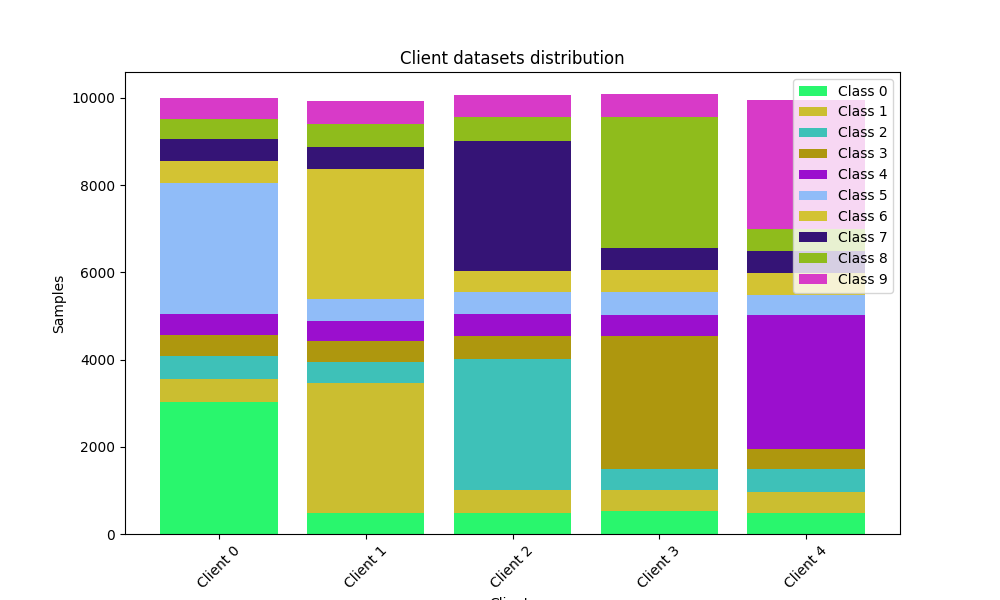 Client datasets distribution
Samples
10000
8000
6000
4000
2000
0
Class 0
Class 1
Class 2
Class 3
Class 4
Class 5
Class 6
Class 7
Class 8
Class 9
Client 0
Client 1
Client 2
Client 3
Client 4